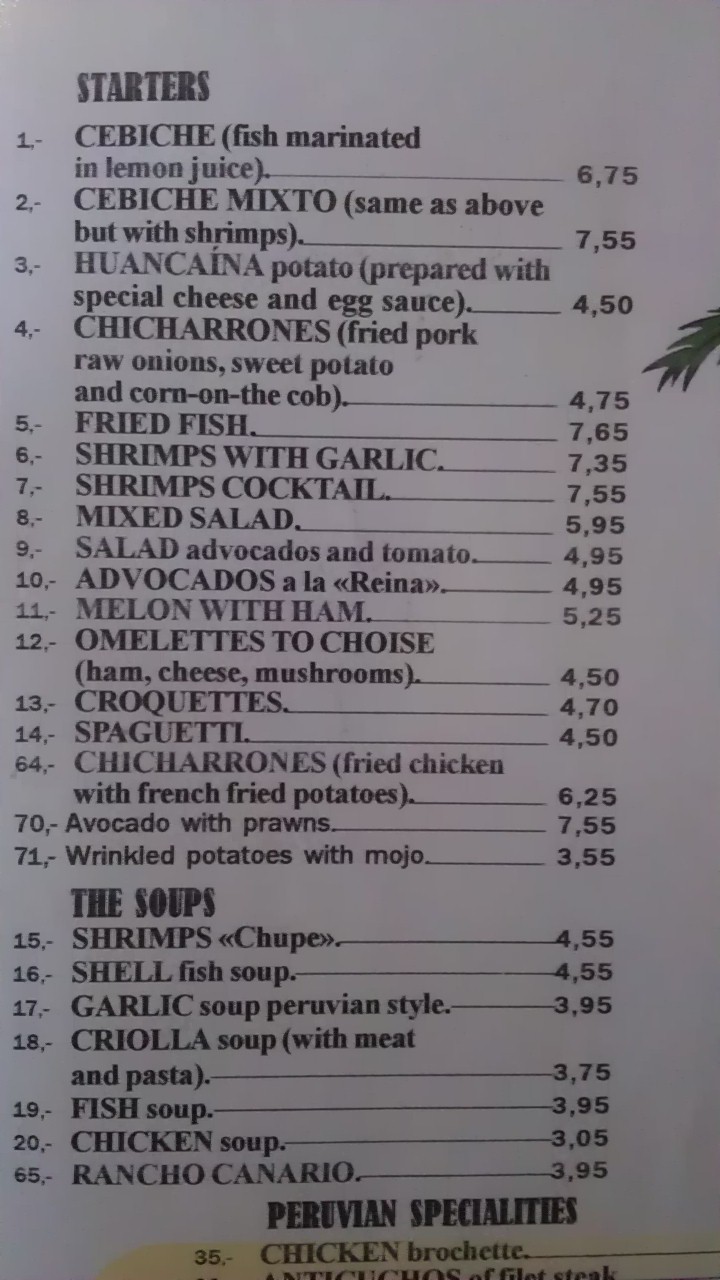 STARTERS
1,- CEBICHE (fish marinated
in lemon juice). 6,75
2,- CEBICHE MIXTO (same as above
but with shrimps). 7,55
3,- HUANCAÍNA potato (prepared with
special cheese and egg sauce). 4,50
4,- CHICHARRONES (fried pork
raw onions, sweet potato
and corn-on-the cob). 4,75
5,- FRIED FISH. 7,65
6,- SHRIMPS WITH GARLIC. 7,35
7,- SHRIMPS COCKTAIL. 7,55
8,- MIXED SALAD. 5,95
9,- SALAD advocados and tomato. 4,95
10,- ADVOCADOS a la «Reina». 4,95
11,- MELON WITH HAM. 5,25
12,- OMELETTES TO CHOISE
(ham, cheese, mushrooms). 4,50
13,- CROQUETTES. 4,70
14,- SPAGUETTI. 4,50
64,- CHICHARRONES (fried chicken
with french fried potatoes). 6,25
70,- Avocado with prawns. 7,55
71,- Wrinkled potatoes with mojo. 3,55
THE SOUPS
15,- SHRIMPS «Chupe». 4,55
16,- SHELL fish soup. 4,55
17,- GARLIC soup peruvian style. 3,95
18,- CRIOLLA soup (with meat
and pasta). 3,75
19,- FISH soup. 3,95
20,- CHICKEN soup. 3,05
65,- RANCHO CANARIO. 3,95
PERUVIAN SPECIALITIES
35,- CHICKEN brochette.
ANTICUCHOS of filet steak